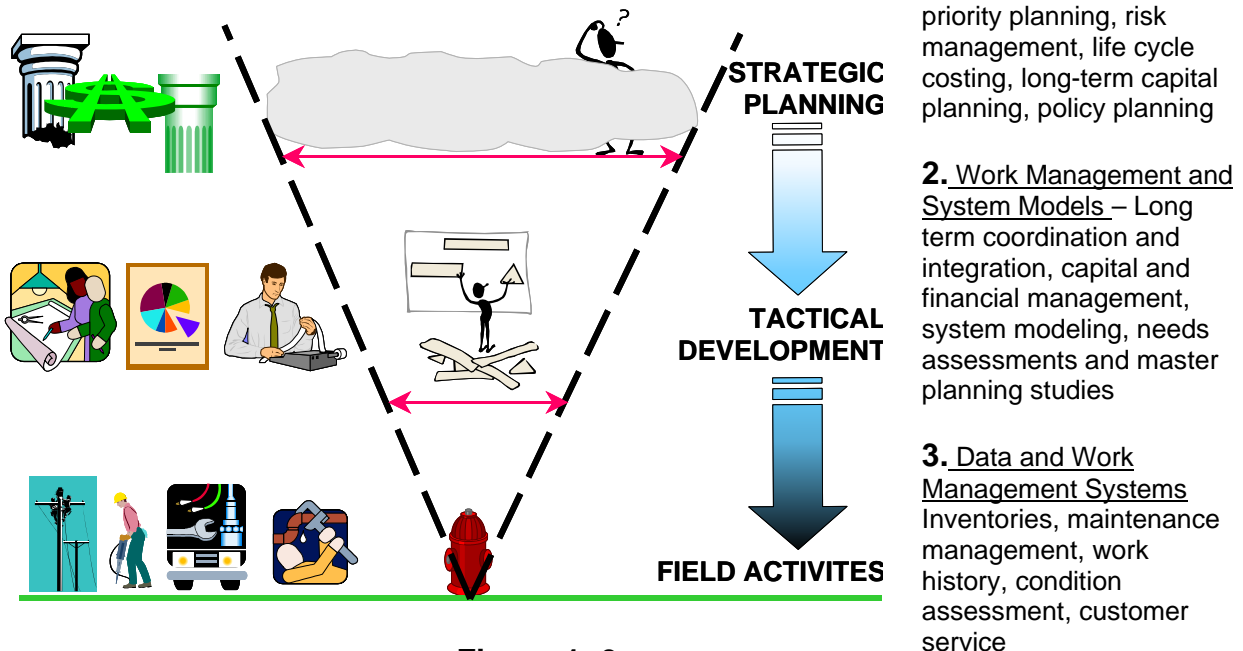 ?
STRATEGIC
PLANNING
TACTICAL
DEVELOPMENT
FIELD ACTIVITES
priority planning, risk
management, life cycle
costing, long-term capital
planning, policy planning
2. Work Management and
System Models – Long
term coordination and
integration, capital and
financial management,
system modeling, needs
assessments and master
planning studies
3. Data and Work
Management Systems
Inventories, maintenance
management, work
history, condition
assessment, customer
service